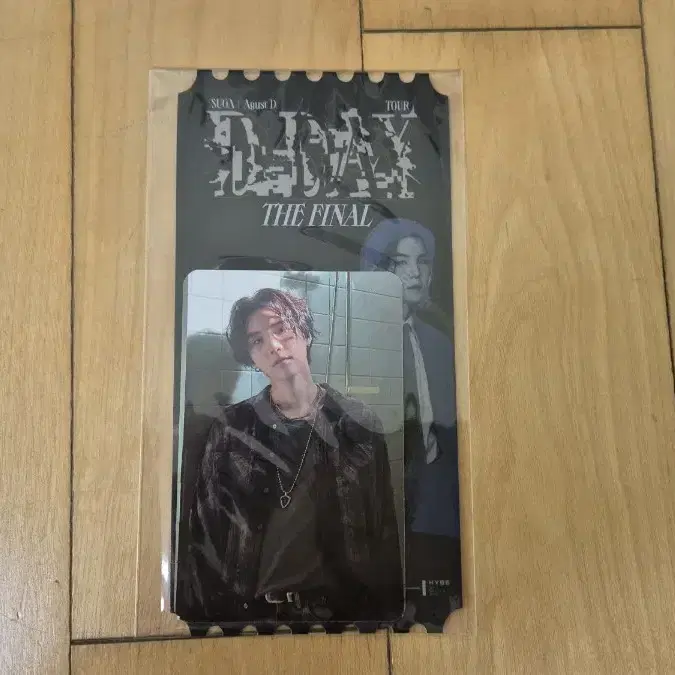 SUGA | Agust D TOUR
D-DAY
THE FINAL
HYBE